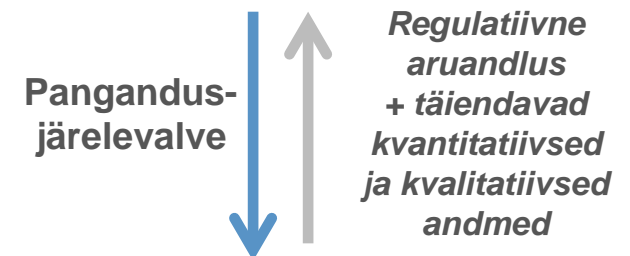 Pangandus-
järelevalve
Regulatiivne
aruandlus
+ täiendavad
kvantitatiivsed
ja kvalitatiivsed
andmed